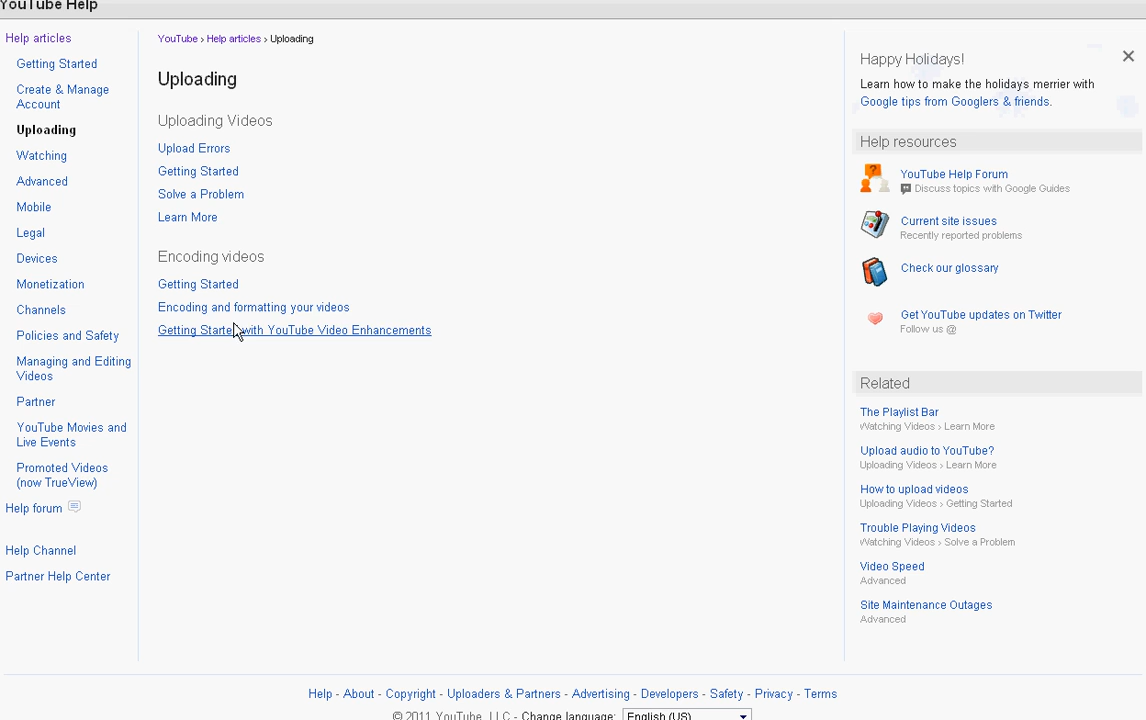 YouTube Help
Help articles
Getting Started
Create & Manage
Account
Uploading
Watching
Advanced
Mobile
Legal
Devices
Monetization
Channels
Policies and Safety
Managing and Editing
Videos
Partner
YouTube Movies and
Live Events
Promoted Videos
(now TrueView)
Help forum
Help Channel
Partner Help Center
YouTube › Help articles › Uploading
Uploading
Uploading Videos
Upload Errors
Getting Started
Solve a Problem
Learn More
Encoding videos
Getting Started
Encoding and formatting your videos
Getting Started with YouTube Video Enhancements
Happy Holidays!
Learn how to make the holidays merrier with
Google tips from Googlers & friends.
Help resources
YouTube Help Forum
Discuss topics with Google Guides
Current site issues
Recently reported problems
Check our glossary
Get YouTube updates on Twitter
Follow us @
Related
The Playlist Bar
Watching Videos › Learn More
Upload audio to YouTube?
Uploading Videos › Learn More
How to upload videos
Uploading Videos › Getting Started
Trouble Playing Videos
Watching Videos › Solve a Problem
Video Speed
Advanced
Site Maintenance Outages
Advanced
Help - About - Copyright - Uploaders & Partners - Advertising - Developers - Safety - Privacy - Terms
© 2011 YouTube, LLC - Change language: English (US)